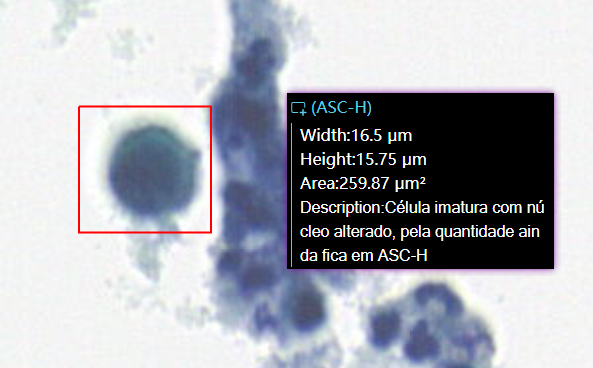 (ASC-H)
Width:16.5 μm
Height:15.75 μm
Area:259.87 μm²
Description:Célula imatura com nú
cleo alterado, pela quantidade ain
da fica em ASC-H